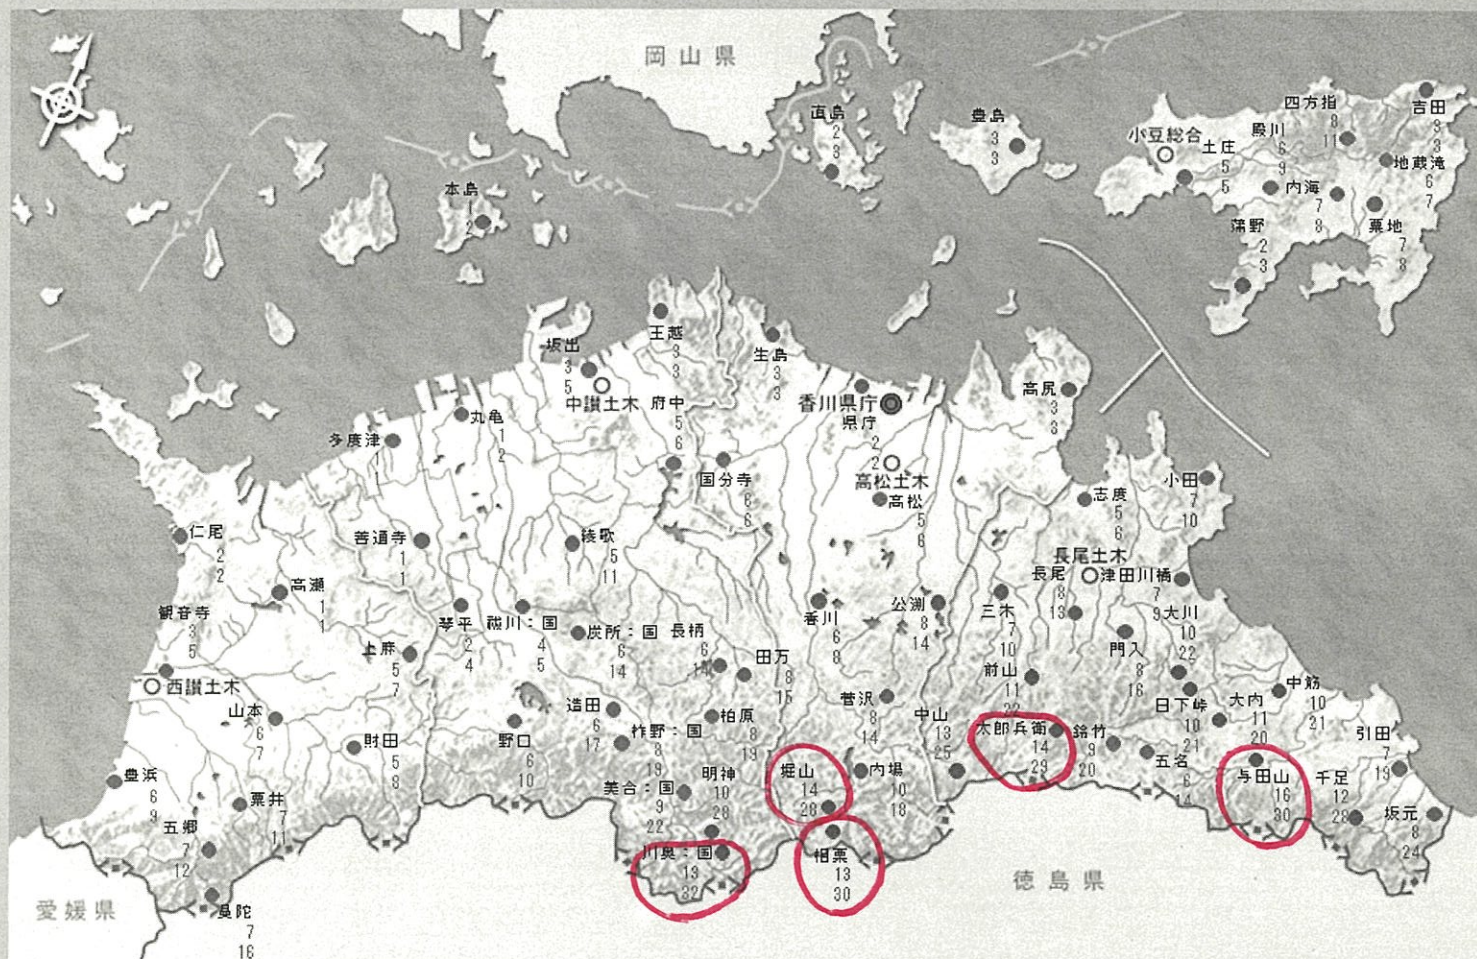 岡山県
直島
2
3
豊島
3
3
四方指
8
11
吉田
3
3
小豆総合
土庄
5
5
殿川
6
9
地蔵滝
6
7
内海
7
8
粟地
7
8
蒲野
2
3
本島
1
2
王越
3
3
生島
3
3
坂出
3
5
中讃土木
府中
5
6
香川県庁
県庁
2
2
高松土木
高松
5
6
高尻
3
3
丸亀
1
2
多度津
1
1
国分寺
6
6
志度
5
6
小田
7
10
仁尾
2
2
善通寺
1
1
綾歌
5
11
長尾土木
長尾
8
13
津田川橋
7
9
高瀬
1
1
観音寺
3
5
西讃土木
上麻
5
7
琴平
2
4
祓川:国
4
5
炭所:国
6
14
長柄
6
14
田万
8
15
香川
6
8
公渕
8
14
三木
7
10
大川
10
22
門入
8
16
前山
11
22
山本
6
7
財田
5
8
野口
6
10
造田
6
17
柞野:国
8
19
柏原
8
13
菅沢
8
14
中山
13
25
太郎兵衛
14
29
鈴竹
9
20
五名
6
14
日下峠
10
21
大内
11
20
中筋
10
21
引田
7
19
豊浜
6
9
粟井
7
11
五郷
7
12
曼陀
7
16
美合:国
9
22
明神
10
28
堀山
14
28
内場
10
18
川奥:国
13
32
相栗
13
30
与田山
16
30
千足
12
28
坂元
8
24
愛媛県
徳島県